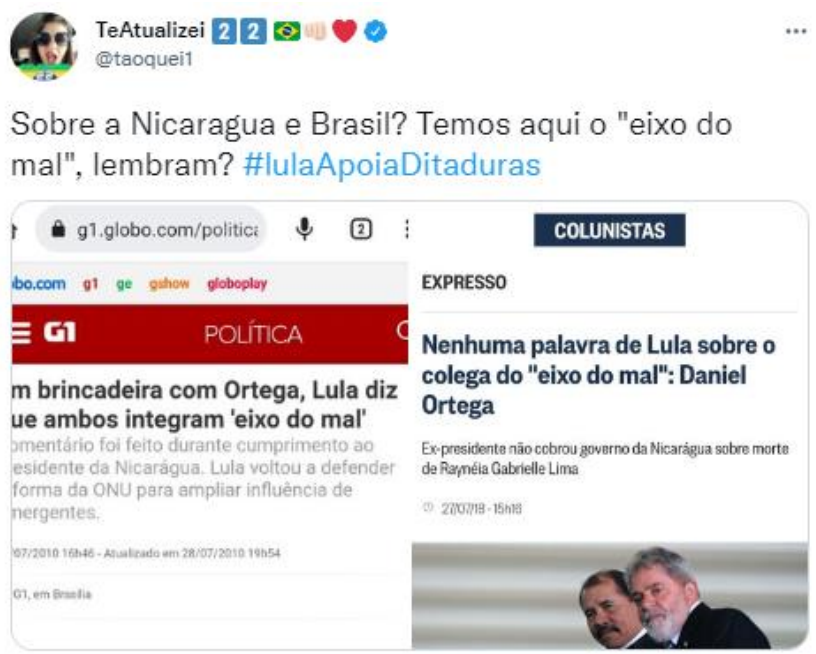 TeAtualizei 2 2
@taoquei1
Sobre a Nicaragua e Brasil? Temos aqui o "eixo do
mal", lembram? #lulaApoiaDitaduras
g1.globo.com/politica
2
bo.com g1 ge gshow globoplay
G1 POLÍTICA
m brincadeira com Ortega, Lula diz
ue ambos integram 'eixo do mal'
omentário foi feito durante cumprimento ao
esidente da Nicarágua. Lula voltou a defender
forma da ONU para ampliar influência de
mergentes.
/07/2010 16h46 - Atualizado em 28/07/2010 19h54
G1, em Brasília
COLUNISTAS
EXPRESSO
Nenhuma palavra de Lula sobre o
colega do "eixo do mal": Daniel
Ortega
Ex-presidente não cobrou governo da Nicarágua sobre morte
de Raynéia Gabrielle Lima
27/07/18 - 15h16